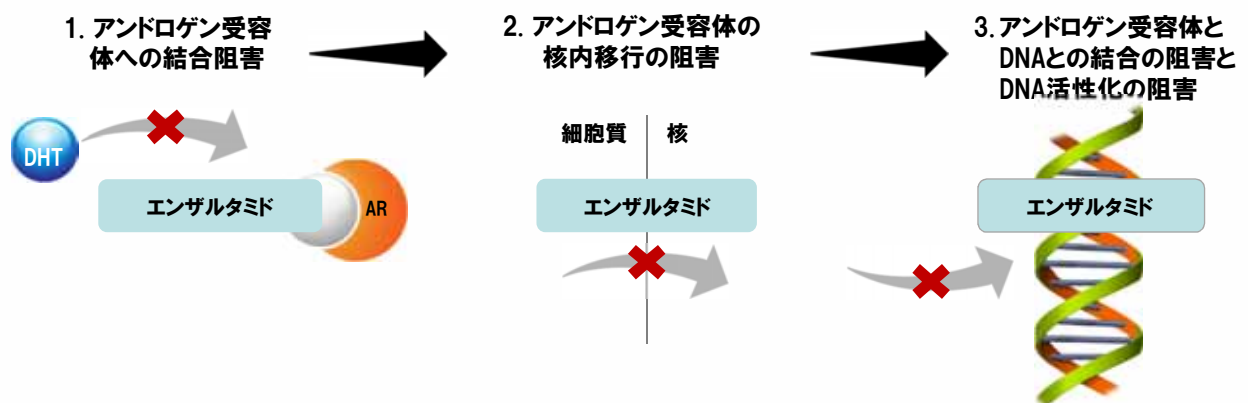 1. アンドロゲン受容
体への結合阻害
2. アンドロゲン受容体の
核内移行の阻害
3. アンドロゲン受容体と
DNAとの結合の阻害と
DNA活性化の阻害
DHT
エンザルタミド
AR
細胞質
核
エンザルタミド
エンザルタミド